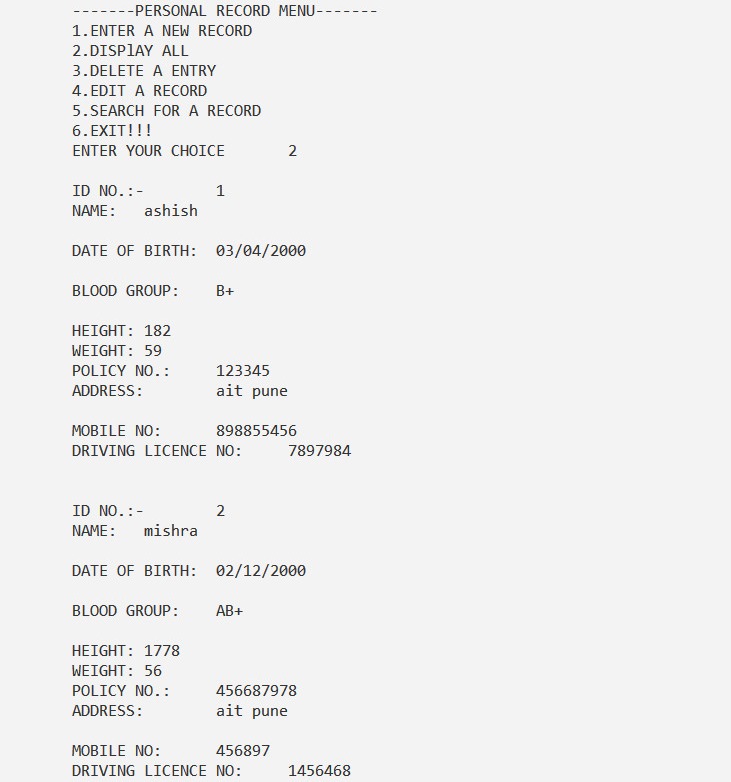 -------PERSONAL RECORD MENU-------
1.ENTER A NEW RECORD
2.DISPlAY ALL
3.DELETE A ENTRY
4.EDIT A RECORD
5.SEARCH FOR A RECORD
6.EXIT!!!
ENTER YOUR CHOICE 2
ID NO.:- 1
NAME: ashish
DATE OF BIRTH: 03/04/2000
BLOOD GROUP: B+
HEIGHT: 182
WEIGHT: 59
POLICY NO.: 123345
ADDRESS: ait pune
MOBILE NO: 898855456
DRIVING LICENCE NO: 7897984
ID NO.:- 2
NAME: mishra
DATE OF BIRTH: 02/12/2000
BLOOD GROUP: AB+
HEIGHT: 1778
WEIGHT: 56
POLICY NO.: 456687978
ADDRESS: ait pune
MOBILE NO: 456897
DRIVING LICENCE NO: 1456468